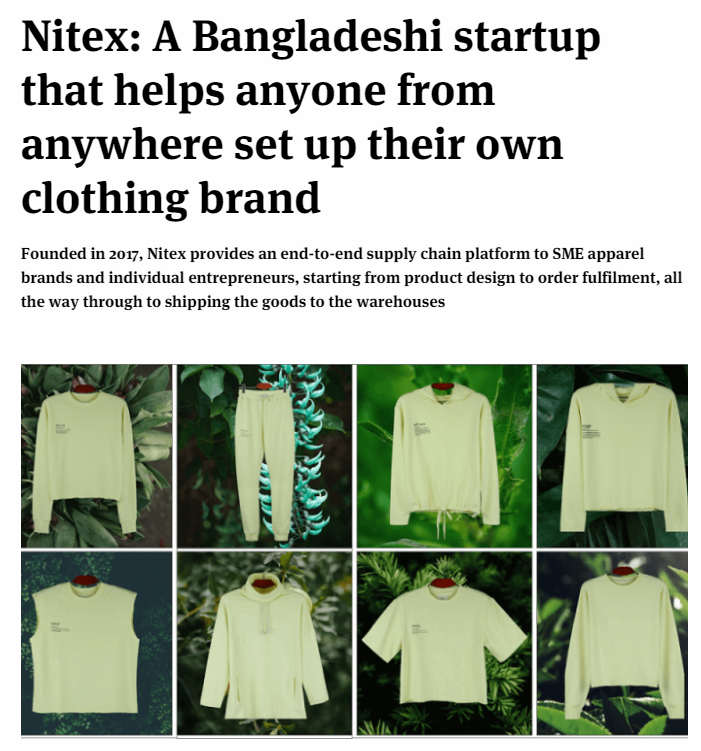 Nitex: A Bangladeshi startup
that helps anyone from
anywhere set up their own
clothing brand
Founded in 2017, Nitex provides an end-to-end supply chain platform to SME apparel
brands and individual entrepreneurs, starting from product design to order fulfilment, all
the way through to shipping the goods to the warehouses